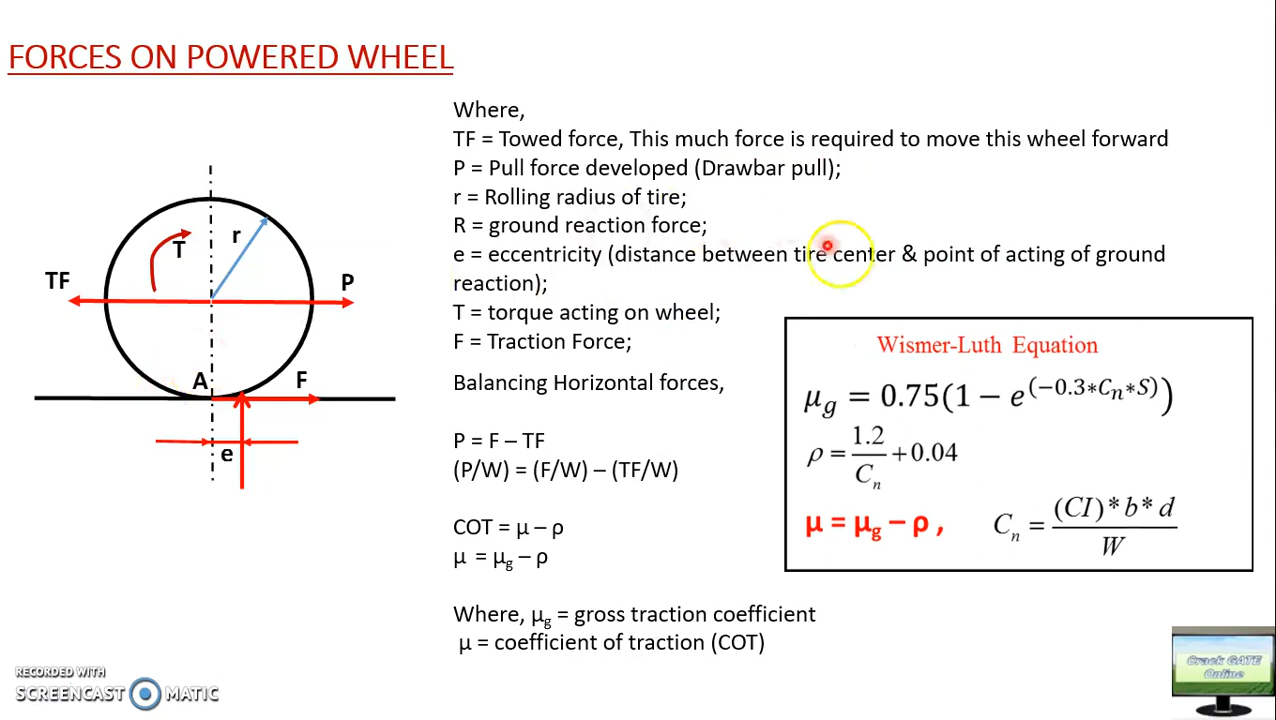 FORCES ON POWERED WHEEL
Where,
TF = Towed force, This much force is required to move this wheel forward
P = Pull force developed (Drawbar pull);
r = Rolling radius of tire;
R = ground reaction force;
e = eccentricity (distance between tire center & point of acting of ground
reaction);
T = torque acting on wheel;
F = Traction Force;
Balancing Horizontal forces,
P = F – TF
(P/W) = (F/W) – (TF/W)
COT = μ – ρ
μ = μg – ρ
Where, μg = gross traction coefficient
μ = coefficient of traction (COT)
T
r
TF
P
A
F
e
Wismer-Luth Equation
μg = 0.75(1 − e^(−0.3*Cn*S))
ρ = 1.2/Cn + 0.04
μ = μg – ρ ,
Cn = (CI)*b*d/W
RECORDED WITH
SCREENCAST MATIC
Crack GATE
Online